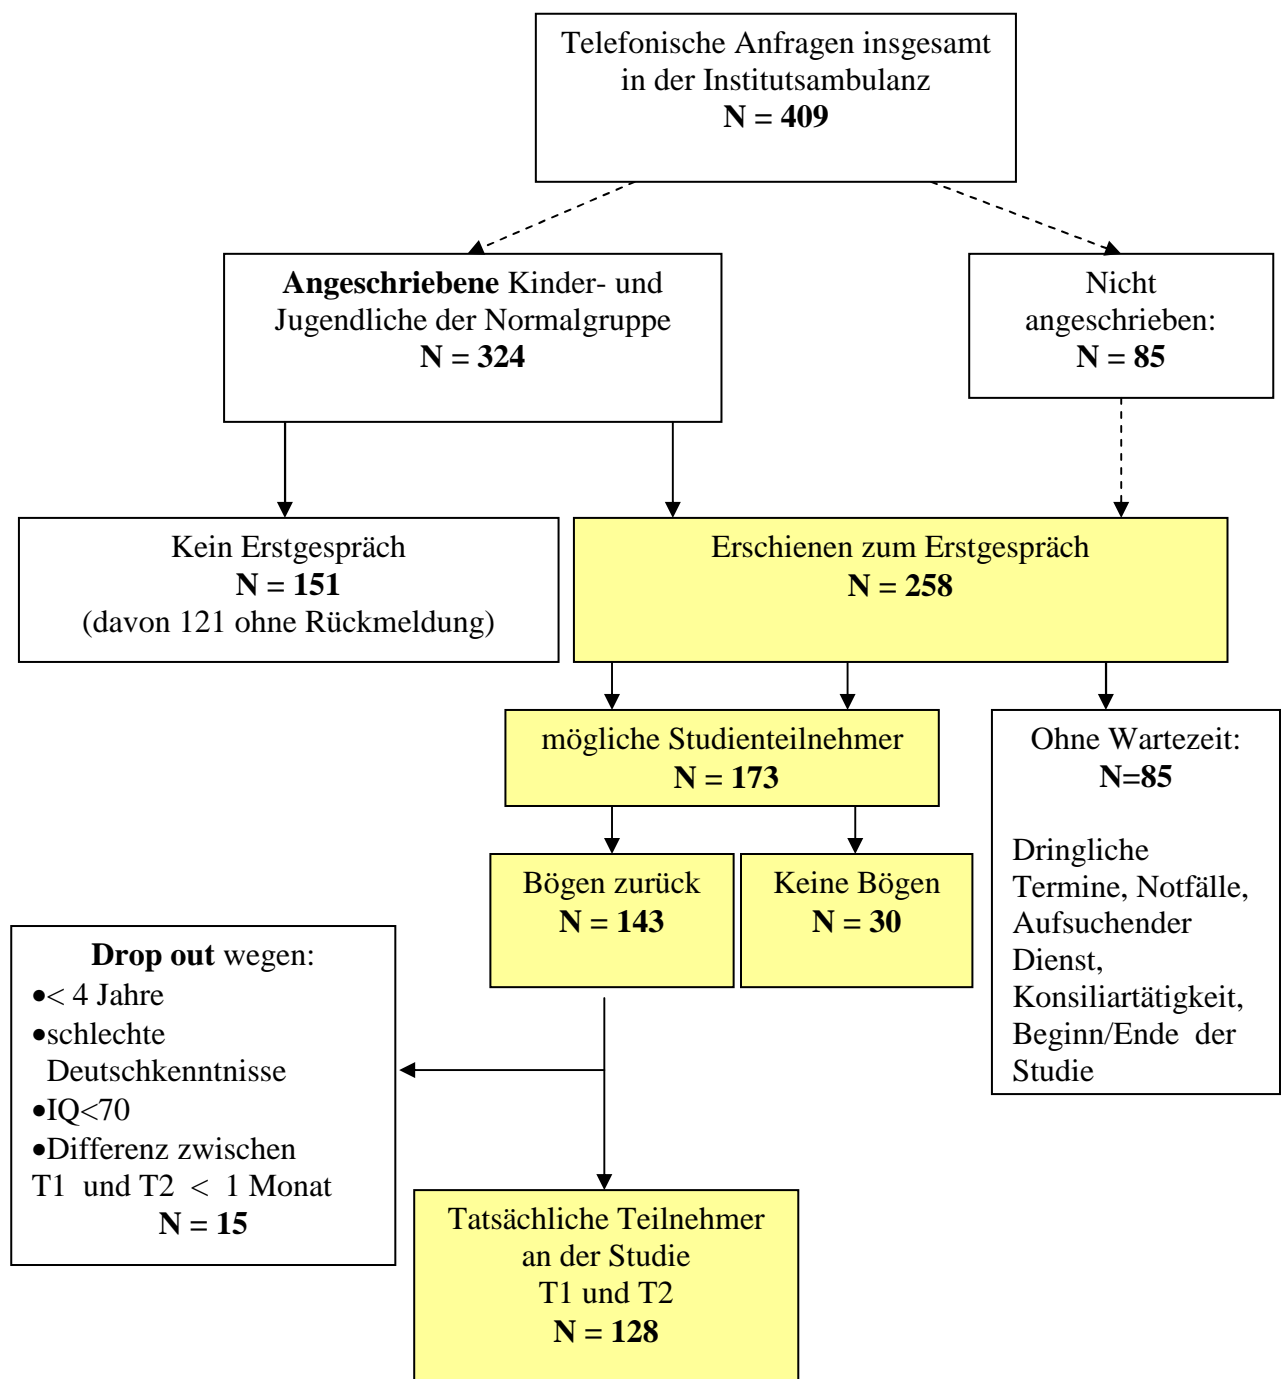 Telefonische Anfragen insgesamt
in der Institutsambulanz
N = 409
Angeschriebene Kinder- und
Jugendliche der Normalgruppe
N = 324
Nicht
angeschrieben:
N = 85
Kein Erstgespräch
N = 151
(davon 121 ohne Rückmeldung)
Erschienen zum Erstgespräch
N = 258
mögliche Studienteilnehmer
N = 173
Ohne Wartezeit:
N=85
Dringliche
Termine, Notfälle,
Aufsuchender
Dienst,
Konsiliartätigkeit,
Beginn/Ende der
Studie
Bögen zurück
N = 143
Keine Bögen
N = 30
Drop out wegen:
•< 4 Jahre
•schlechte
Deutschkenntnisse
•IQ<70
•Differenz zwischen
T1 und T2 < 1 Monat
N = 15
Tatsächliche Teilnehmer
an der Studie
T1 und T2
N = 128